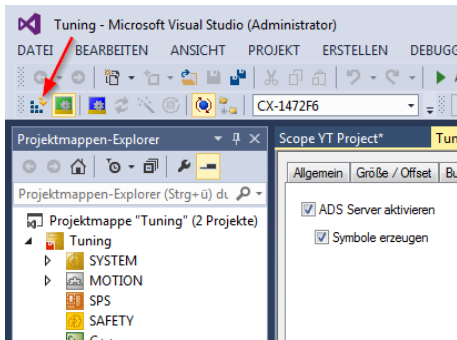 Tuning - Microsoft Visual Studio (Administrator)
DATEI BEARBEITEN ANSICHT PROJEKT ERSTELLEN DEBUGG
CX-1472F6
Projektmappen-Explorer
Scope YT Project* Tun
Allgemein Größe / Offset Bu
Projektmappen-Explorer (Strg+ü) du
ADS Server aktivieren
Projektmappe "Tuning" (2 Projekte)
Symbole erzeugen
Tuning
SYSTEM
MOTION
SPS
SAFETY
C++